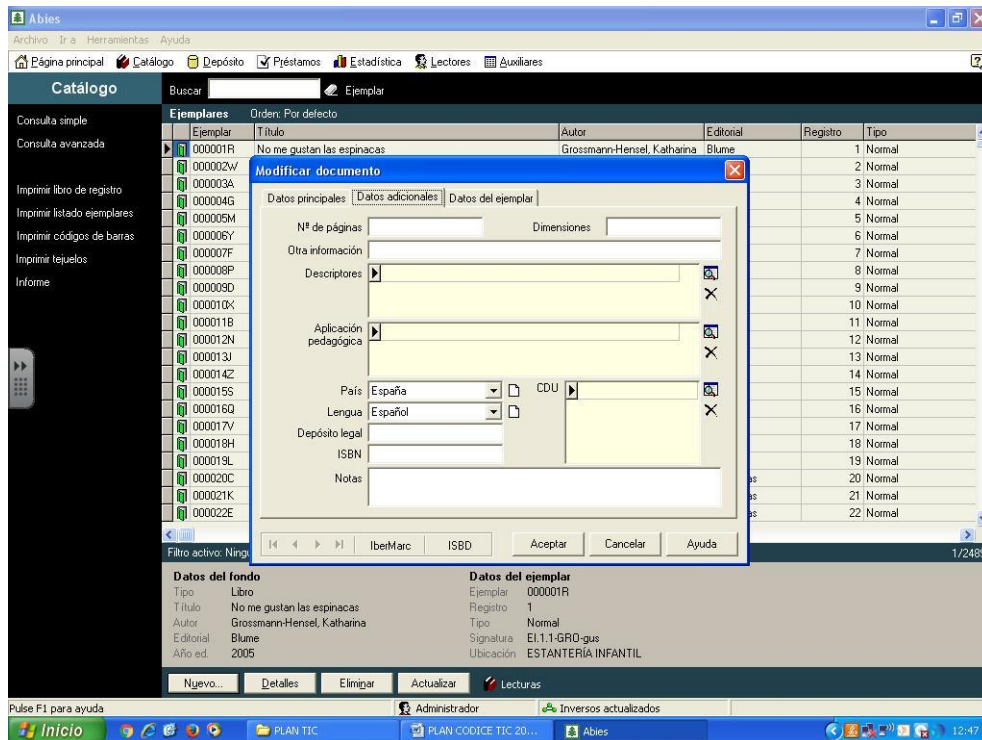 Abies
Archivo Ir a Herramientas Ayuda
Página principal Catálogo Depósito Préstamos Estadística Lectores Auxiliares
Catálogo
Buscar Ejemplar
Consulta simple
Consulta avanzada
Imprimir libro de registro
Imprimir listado ejemplares
Imprimir códigos de barras
Imprimir tejuelos
Informe
Ejemplares Orden: Por defecto
Ejemplar Título Autor Editorial Registro Tipo
000001R No me gustan las espinacas Grossmann-Hensel, Katharina Blume 1 Normal
000002W 2 Normal
000003A 3 Normal
000004G 4 Normal
000005M 5 Normal
000006Y 6 Normal
000007F 7 Normal
000008P 8 Normal
000009D 9 Normal
000010X 10 Normal
000011B 11 Normal
000012N 12 Normal
000013J 13 Normal
000014Z 14 Normal
000015S 15 Normal
000016Q 16 Normal
000017V 17 Normal
000018H 18 Normal
000019L 19 Normal
000020C as 20 Normal
000021K as 21 Normal
000022E as 22 Normal
Modificar documento
Datos principales Datos adicionales Datos del ejemplar
Nº de páginas Dimensiones
Otra información
Descriptores
Aplicación
pedagógica
País España CDU
Lengua Español
Depósito legal
ISBN
Notas
IberMarc ISBD Aceptar Cancelar Ayuda
Filtro activo: Ning 1/248
Datos del fondo
Tipo Libro
Título No me gustan las espinacas
Autor Grossmann-Hensel, Katharina
Editorial Blume
Año ed. 2005
Datos del ejemplar
Ejemplar 000001R
Registro 1
Tipo Normal
Signatura EI.1.1-GRO-gus
Ubicación ESTANTERÍA INFANTIL
Nuevo... Detalles Eliminar Actualizar Lecturas
Pulse F1 para ayuda Administrador Inversos actualizados
Inicio PLAN TIC PLAN CODICE TIC 20... Abies 12:47